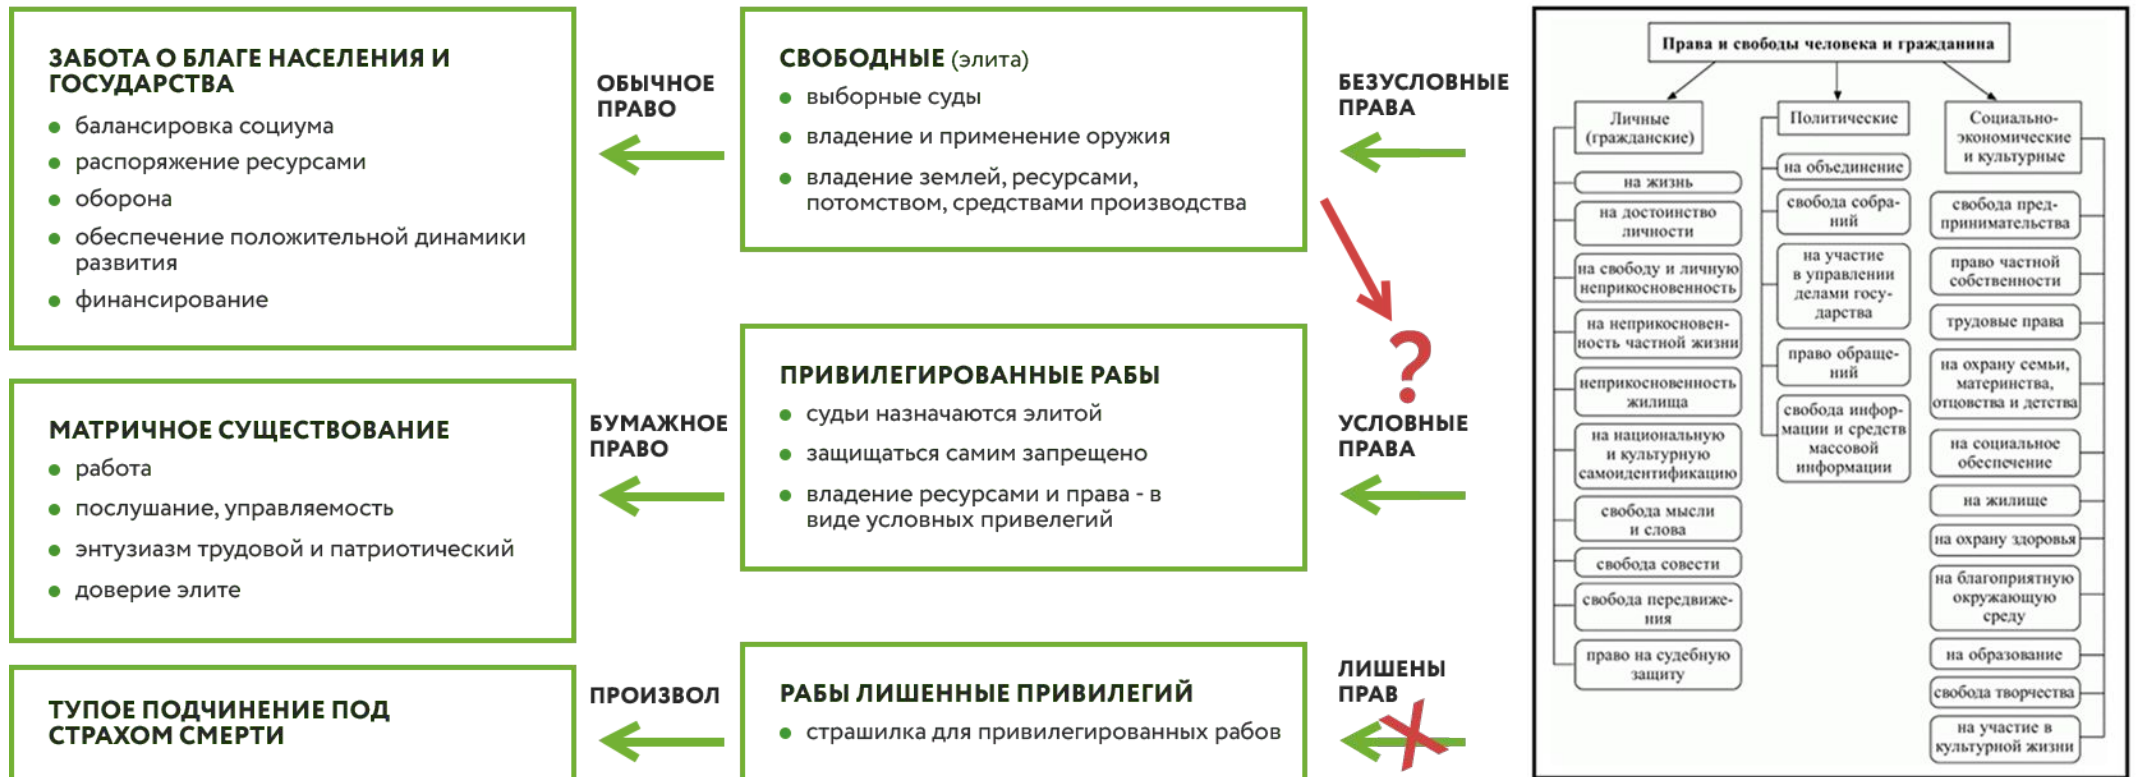 ЗАБОТА О БЛАГЕ НАСЕЛЕНИЯ И
ГОСУДАРСТВА
балансировка социума
распоряжение ресурсами
оборона
обеспечение положительной динамики
развития
финансирование
ОБЫЧНОЕ
ПРАВО
СВОБОДНЫЕ (элита)
выборные суды
владение и применение оружия
владение землей, ресурсами,
потомством, средствами производства
БЕЗУСЛОВНЫЕ
ПРАВА
МАТРИЧНОЕ СУЩЕСТВОВАНИЕ
работа
послушание, управляемость
энтузиазм трудовой и патриотический
доверие элите
БУМАЖНОЕ
ПРАВО
ПРИВИЛЕГИРОВАННЫЕ РАБЫ
судьи назначаются элитой
защищаться самим запрещено
владение ресурсами и права - в
виде условных привелегий
?
УСЛОВНЫЕ
ПРАВА
ТУПОЕ ПОДЧИНЕНИЕ ПОД
СТРАХОМ СМЕРТИ
ПРОИЗВОЛ
РАБЫ ЛИШЕННЫЕ ПРИВИЛЕГИЙ
страшилка для привилегированных рабов
ЛИШЕНЫ
ПРАВ
X
Права и свободы человека и гражданина
Личные
(гражданские)
на жизнь
на достоинство
личности
на свободу и личную
неприкосновенность
на неприкосновен-
ность частной жизни
неприкосновенность
жилища
на национальную
и культурную
самоидентификацию
свобода мысли
и слова
свобода совести
свобода передвиже-
ния
право на судебную
защиту
Политические
на объединение
свобода собра-
ний
на участие
в управлении
делами госу-
дарства
право обраще-
ний
свобода инфор-
мации и средств
массовой
информации
Социально-
экономические
и культурные
свобода пред-
принимательства
право частной
собственности
трудовые права
на охрану семьи,
материнства,
отцовства и детства
на социальное
обеспечение
на жилище
на охрану здоровья
на благоприятную
окружающую
среду
на образование
свобода творчества
на участие в
культурной жизни